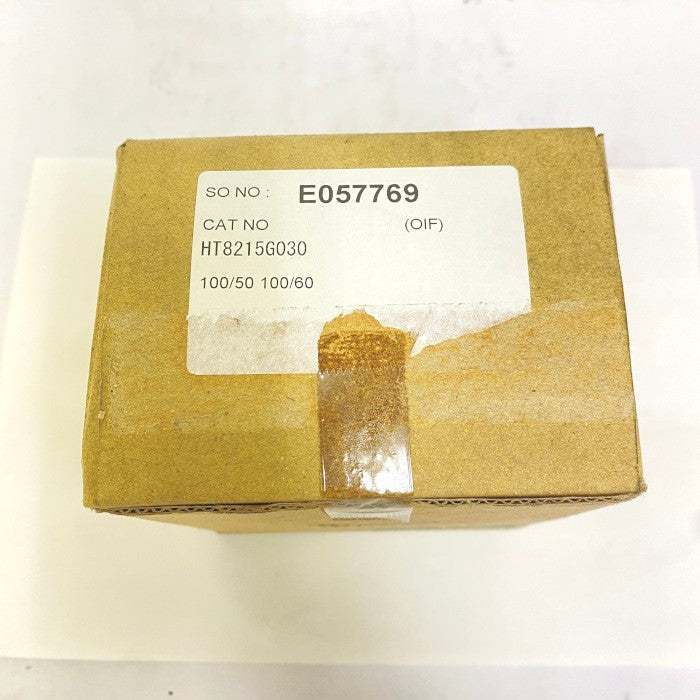 SO NO : E057769
CAT NO (OIF)
HT8215G030
100/50 100/60